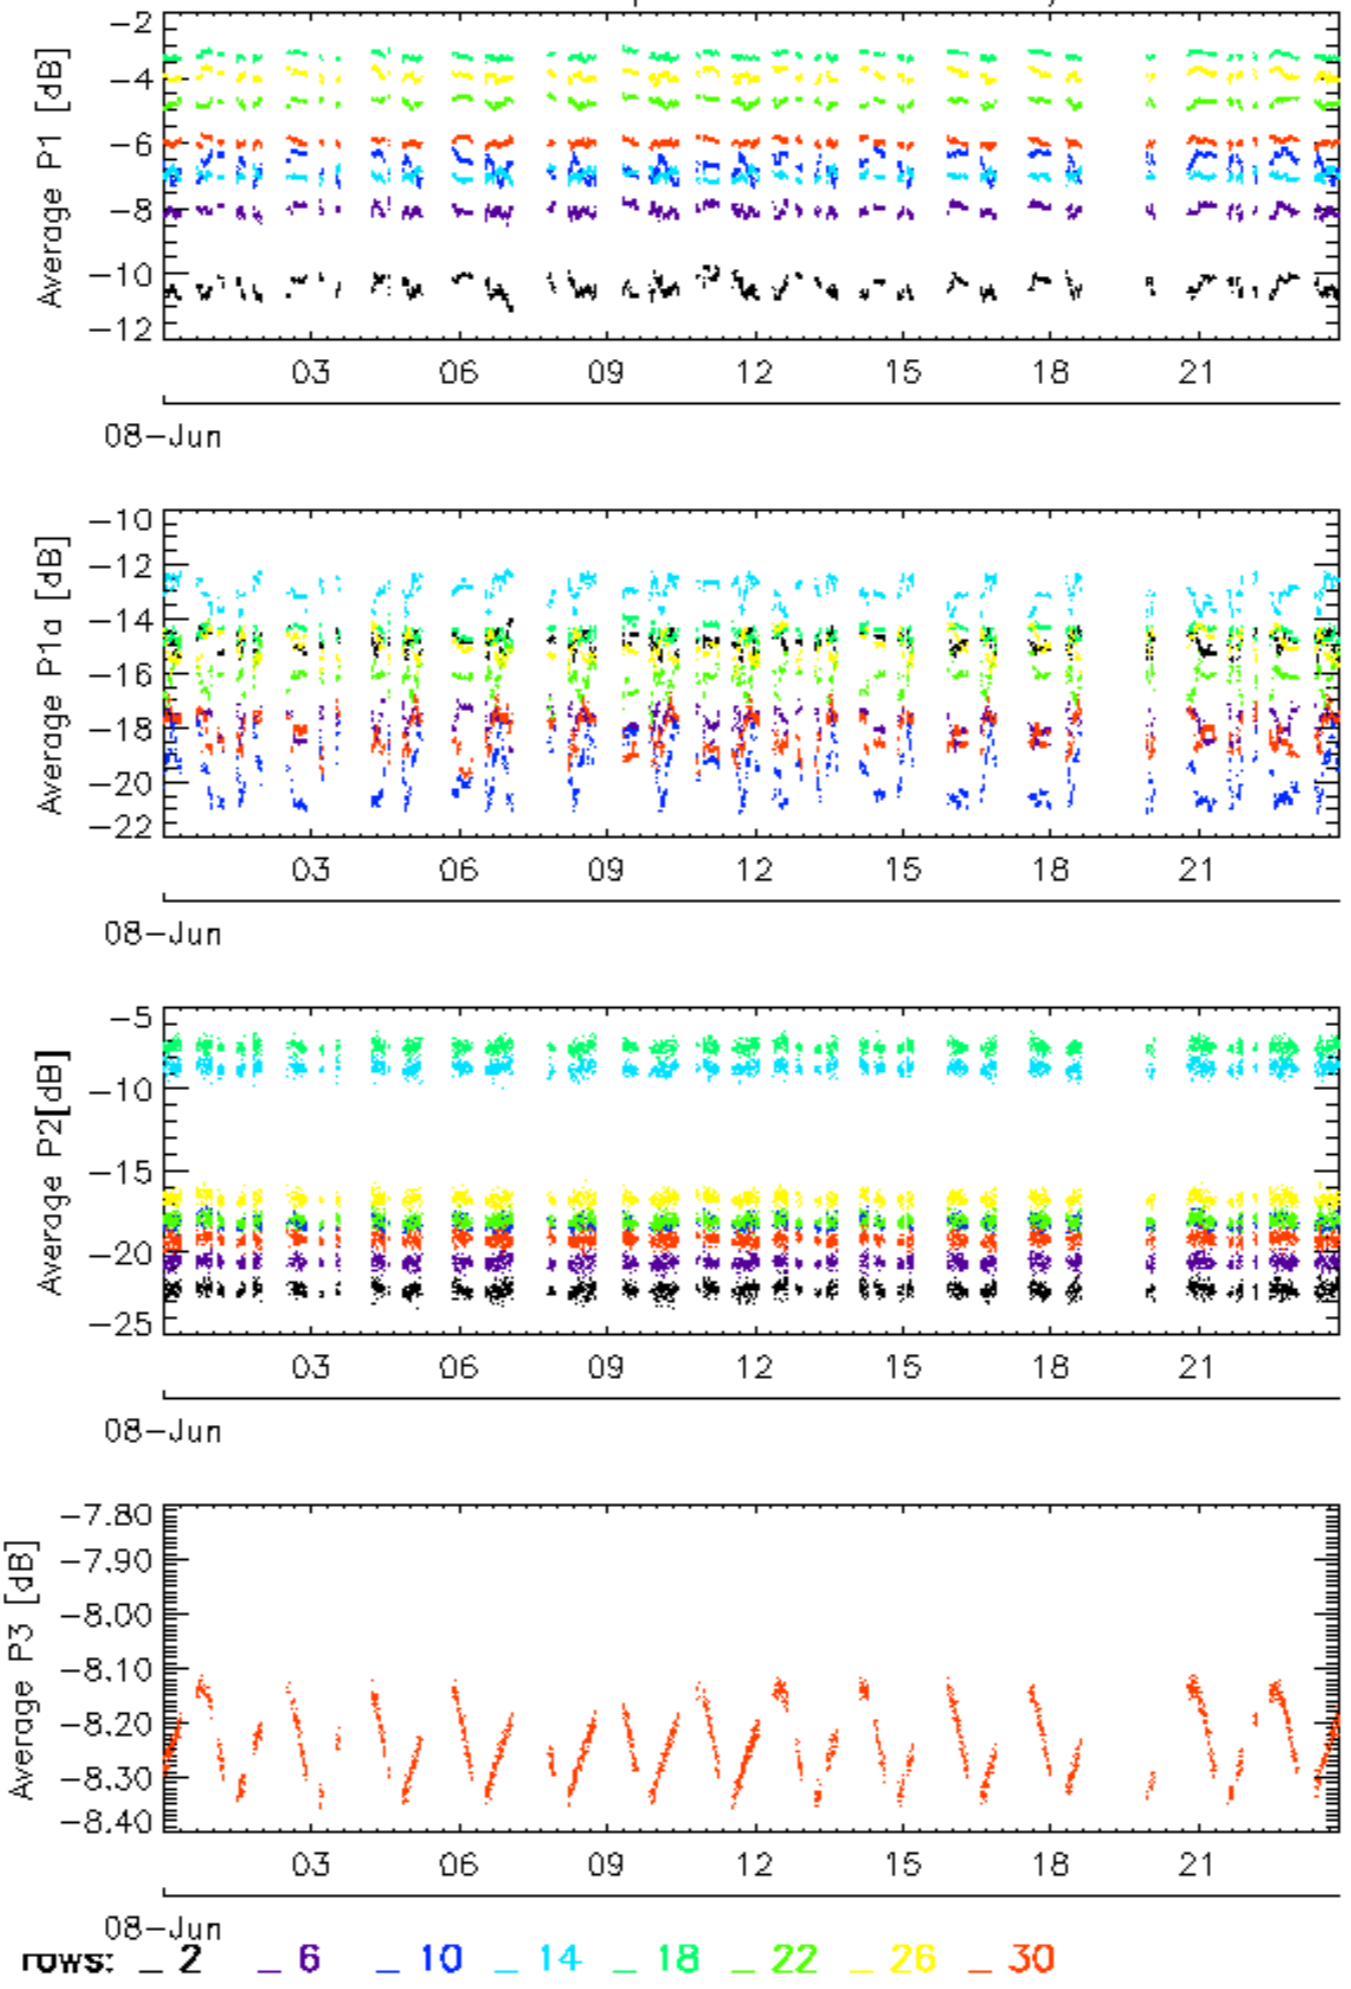 Average P1 [dB]
-2
-4
-6
-8
-10
-12
03 06 09 12 15 18 21
08-Jun
Average P1a [dB]
-10
-12
-14
-16
-18
-20
-22
03 06 09 12 15 18 21
08-Jun
Average P2[dB]
-5
-10
-15
-20
-25
03 06 09 12 15 18 21
08-Jun
Average P3 [dB]
-7.80
-7.90
-8.00
-8.10
-8.20
-8.30
-8.40
03 06 09 12 15 18 21
08-Jun
rows: _ 2 _ 6 _ 10 _ 14 _ 18 _ 22 _ 26 _ 30